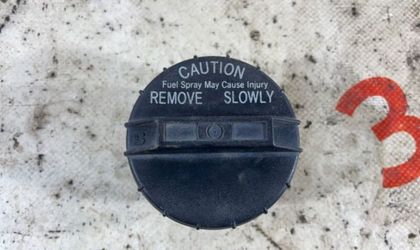 CAUTION
Fuel Spray May Cause Injury
REMOVE SLOWLY
3